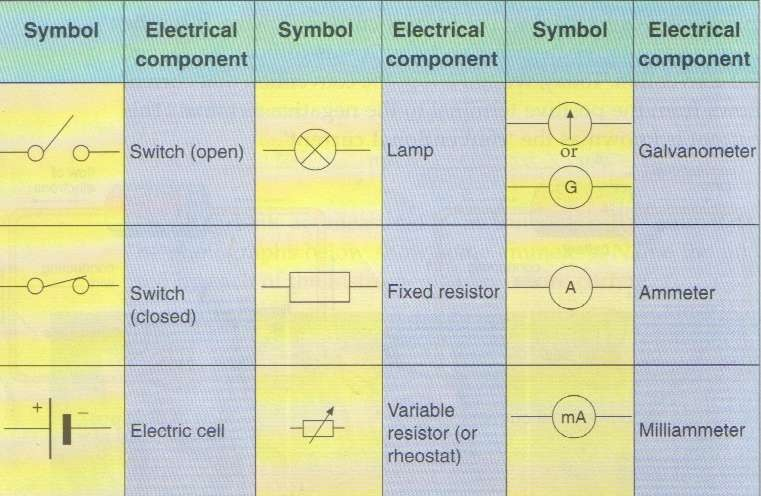 Symbol
Electrical
component
Symbol
Electrical
component
Symbol
Electrical
component
Switch (open)
Lamp
or
G
Galvanometer
Switch
(closed)
Fixed resistor
A
Ammeter
+ −
Electric cell
Variable
resistor (or
rheostat)
mA
Milliammeter